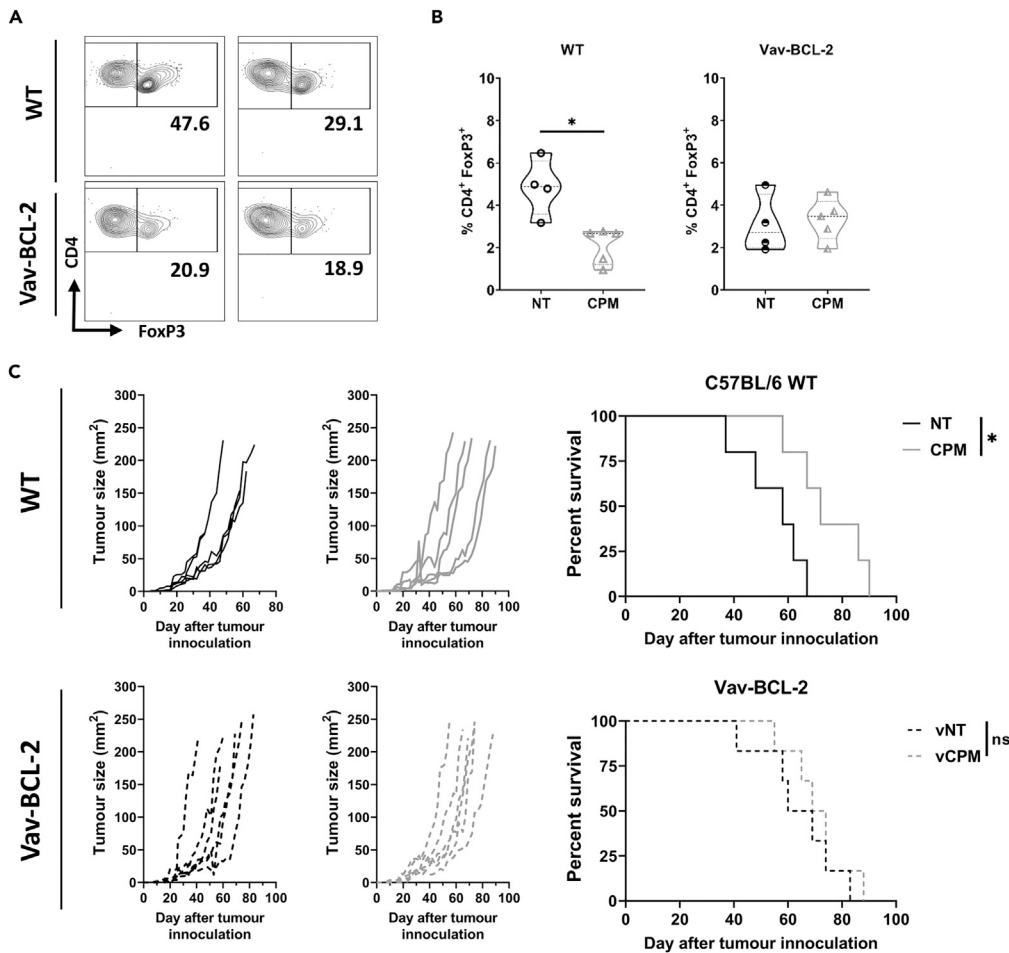 A
WT
47.6
29.1
Vav-BCL-2
20.9
18.9
CD4
FoxP3
B
WT
% CD4+ FoxP3+
10
8
6
4
2
0
*
NT
CPM
Vav-BCL-2
% CD4+ FoxP3+
10
8
6
4
2
0
NT
CPM
C
WT
Tumour size (mm²)
300
250
200
150
100
50
0
0 20 40 60 80
Day after tumour
innoculation
Tumour size (mm²)
300
250
200
150
100
50
0
0 20 40 60 80 100
Day after tumour
innoculation
C57BL/6 WT
Percent survival
100
75
50
25
0
0 20 40 60 80 100
Day after tumour innoculation
NT
CPM
*
Vav-BCL-2
Tumour size (mm²)
300
250
200
150
100
50
0
0 20 40 60 80 100
Day after tumour
innoculation
Tumour size (mm²)
300
250
200
150
100
50
0
0 20 40 60 80 100
Day after tumour
innoculation
Vav-BCL-2
Percent survival
100
75
50
25
0
0 20 40 60 80 100
Day after tumour innoculation
vNT
vCPM
ns